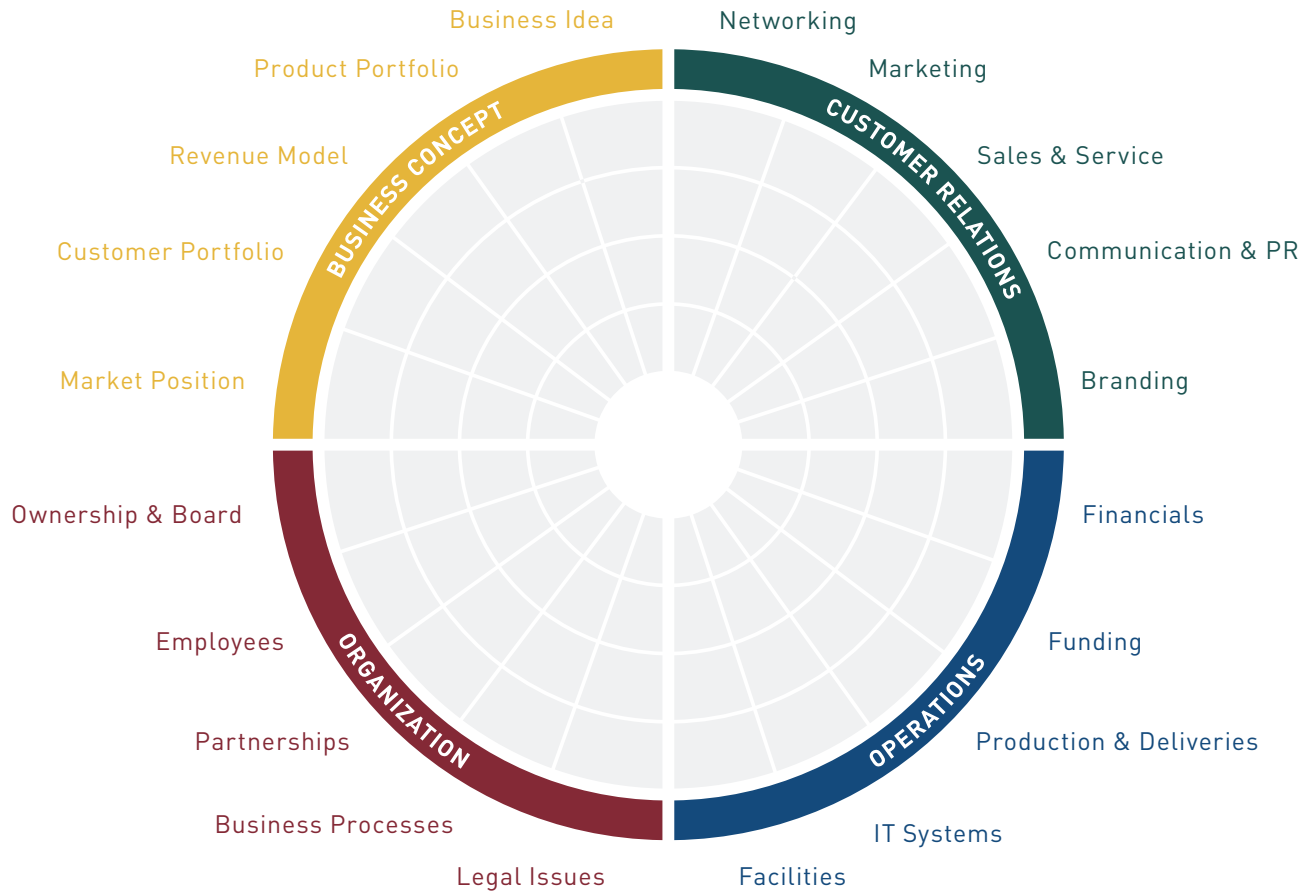 Business Idea
Networking
Product Portfolio
Marketing
Revenue Model
Sales & Service
Customer Portfolio
Communication & PR
Market Position
Branding
BUSINESS CONCEPT
CUSTOMER RELATIONS
Ownership & Board
Financials
Employees
Funding
Partnerships
Production & Deliveries
Business Processes
IT Systems
Legal Issues
Facilities
ORGANIZATION
OPERATIONS